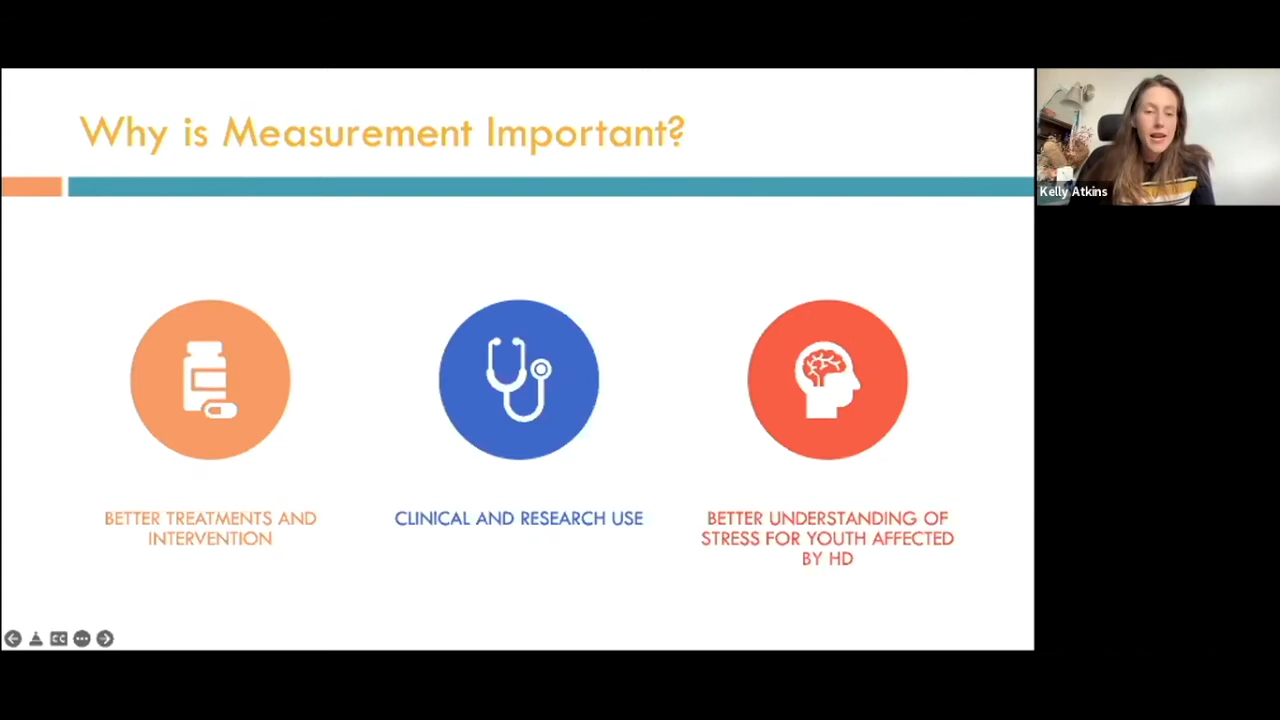 Why is Measurement Important?
Kelly Atkins
BETTER TREATMENTS AND
INTERVENTION
CLINICAL AND RESEARCH USE
BETTER UNDERSTANDING OF
STRESS FOR YOUTH AFFECTED
BY HD
CC